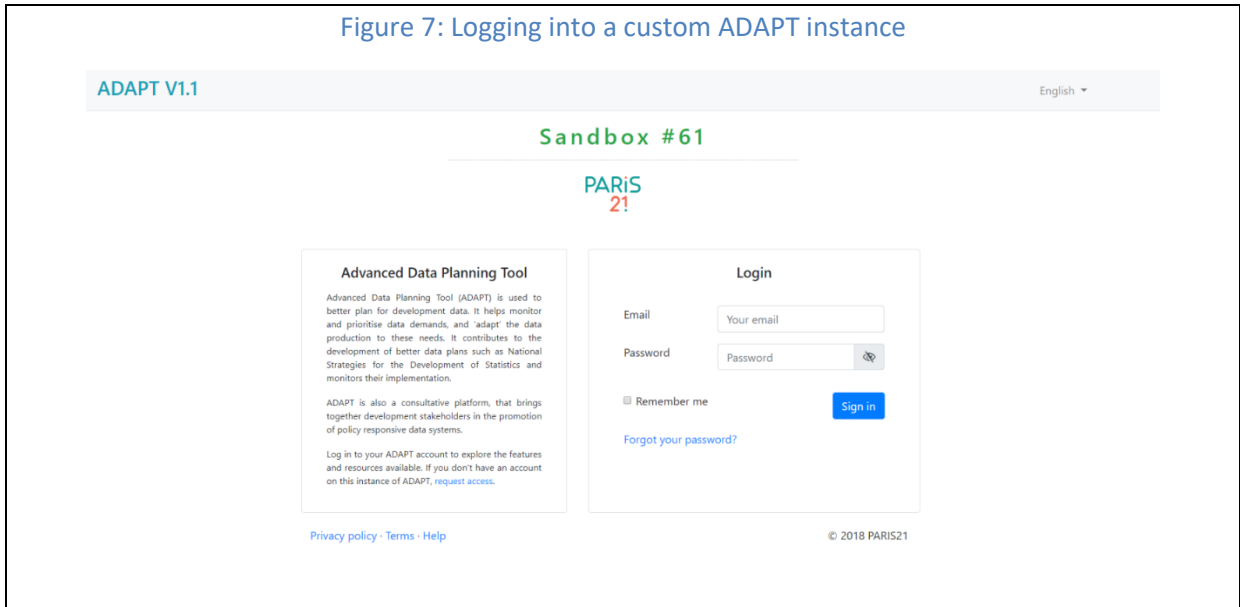 Figure 7: Logging into a custom ADAPT instance
ADAPT V1.1
English
Sandbox #61
PARiS
21
Advanced Data Planning Tool
Advanced Data Planning Tool (ADAPT) is used to
better plan for development data. It helps monitor
and prioritise data demands, and 'adapt' the data
production to these needs. It contributes to the
development of better data plans such as National
Strategies for the Development of Statistics and
monitors their implementation.
ADAPT is also a consultative platform, that brings
together development stakeholders in the promotion
of policy responsive data systems.
Log in to your ADAPT account to explore the features
and resources available. If you don't have an account
on this instance of ADAPT, request access.
Login
Email
Your email
Password
Password
Remember me
Sign in
Forgot your password?
Privacy policy · Terms · Help
© 2018 PARIS21